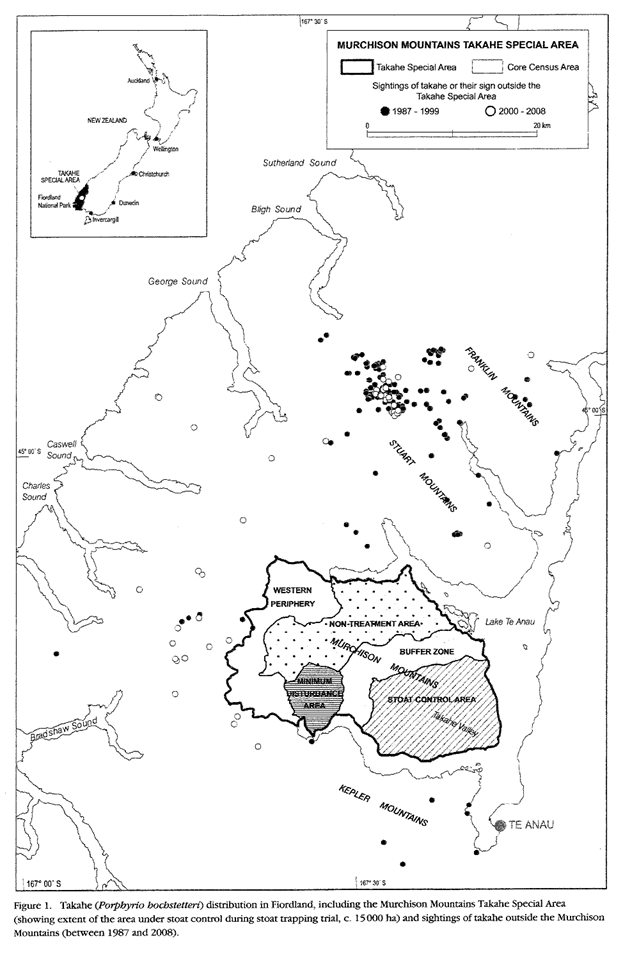 167° 30' S
MURCHISON MOUNTAINS TAKAHE SPECIAL AREA
Takahe Special Area
Core Census Area
Sightings of takahe or their sign outside the
Takahe Special Area
1987 - 1999
2000 - 2008
0
20 km
Auckland
NEW ZEALAND
Wellington
TAKAHE
SPECIAL AREA
Christchurch
Fiordland
National Park
Dunedin
Invercargill
Sutherland Sound
Bligh Sound
George Sound
FRANKLIN MOUNTAINS
45° 00' S
45° 00' S
Caswell
Sound
STUART MOUNTAINS
Charles
Sound
WESTERN
PERIPHERY
NON-TREATMENT AREA
Lake Te Anau
MURCHISON MOUNTAINS
BUFFER ZONE
MINIMUM
DISTURBANCE
AREA
STOAT CONTROL AREA
Takahe Valley
Bradshaw Sound
KEPLER MOUNTAINS
TE ANAU
167° 00' S
167° 30' S
Figure 1. Takahe (Porphyrio hochstetteri) distribution in Fiordland, including the Murchison Mountains Takahe Special Area
(showing extent of the area under stoat control during stoat trapping trial, c. 15 000 ha) and sightings of takahe outside the Murchison
Mountains (between 1987 and 2008).